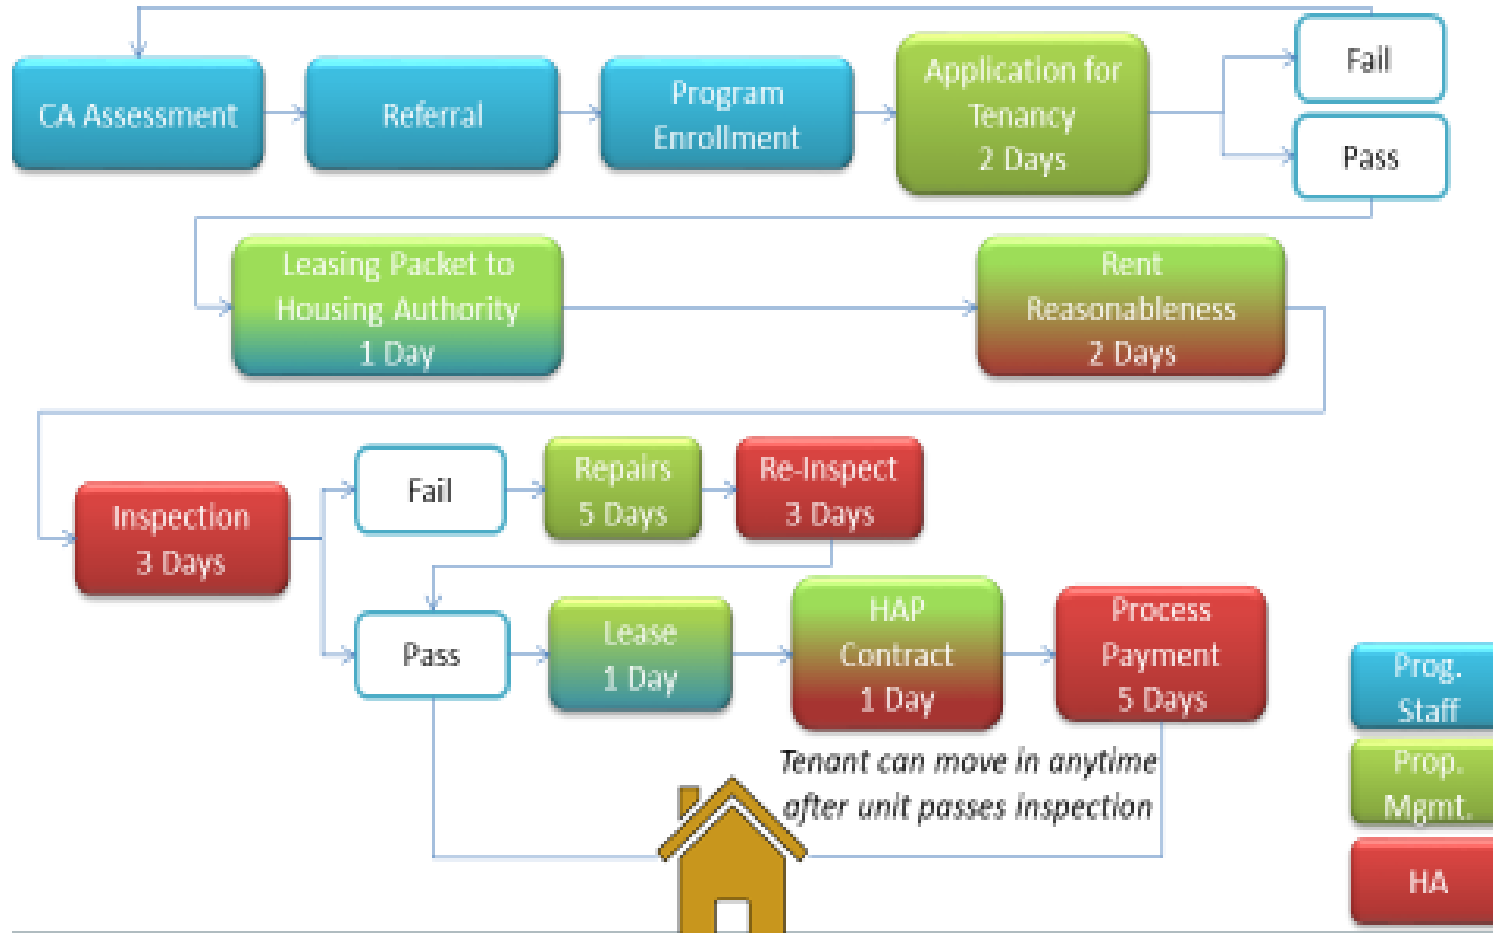 CA Assessment
Referral
Program
Enrollment
Application for
Tenancy
2 Days
Fail
Pass
Leasing Packet to
Housing Authority
1 Day
Rent
Reasonableness
2 Days
Inspection
3 Days
Fail
Repairs
5 Days
Re-Inspect
3 Days
Pass
Lease
1 Day
HAP
Contract
1 Day
Process
Payment
5 Days
Tenant can move in anytime
after unit passes inspection
Prog.
Staff
Prop.
Mgmt.
HA